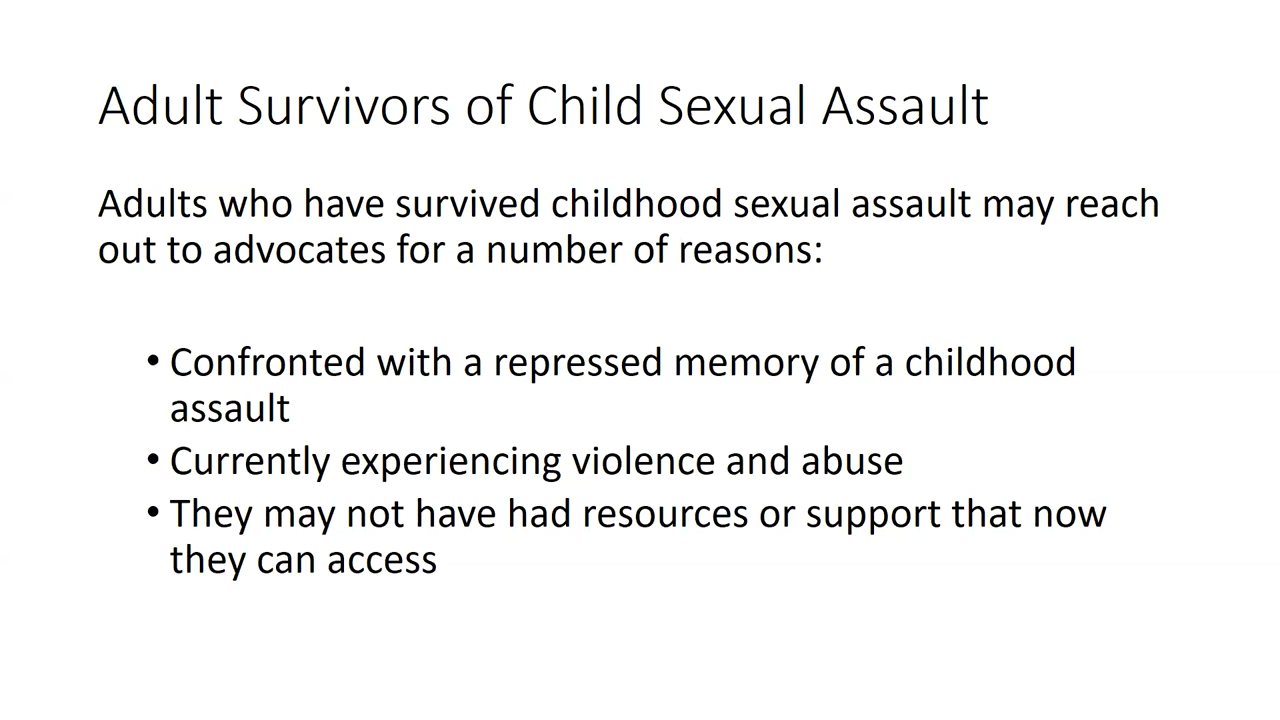 Adult Survivors of Child Sexual Assault
Adults who have survived childhood sexual assault may reach
out to advocates for a number of reasons:
• Confronted with a repressed memory of a childhood
assault
• Currently experiencing violence and abuse
• They may not have had resources or support that now
they can access